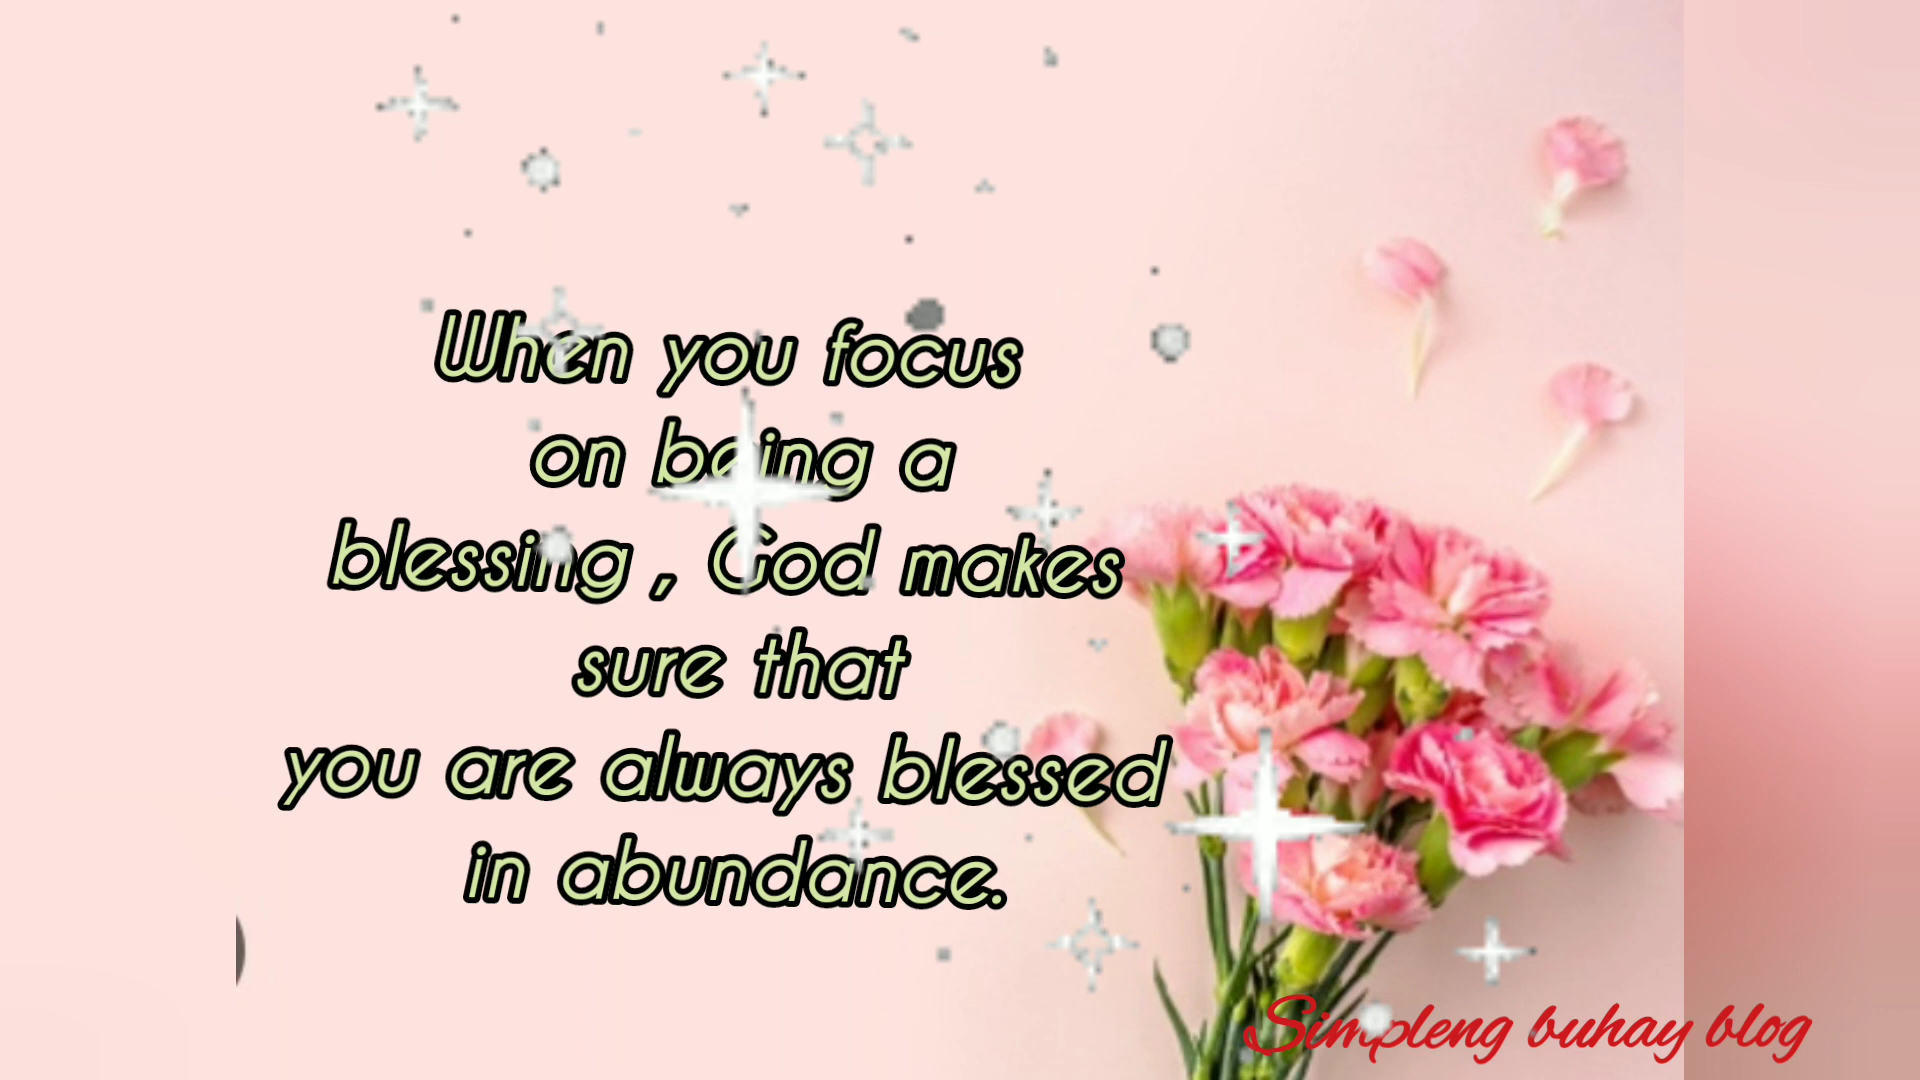 When you focus
on being a
blessing , God makes
sure that
you are always blessed
in abundance.
Simpleng buhay blog